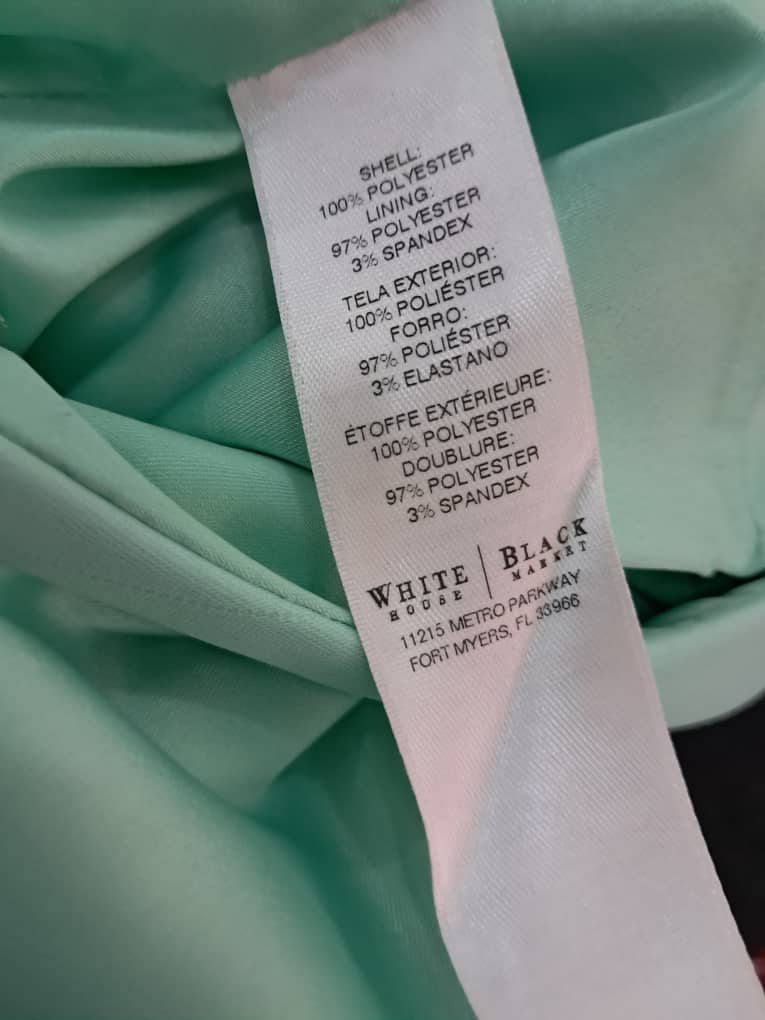 SHELL:
100% POLYESTER
LINING:
97% POLYESTER
3% SPANDEX
TELA EXTERIOR:
100% POLIÉSTER
FORRO:
97% POLIÉSTER
3% ELASTANO
ÉTOFFE EXTÉRIEURE:
100% POLYESTER
DOUBLURE:
97% POLYESTER
3% SPANDEX
WHITE | BLACK
HOUSE MARKET
11215 METRO PARKWAY
FORT MYERS, FL 33966